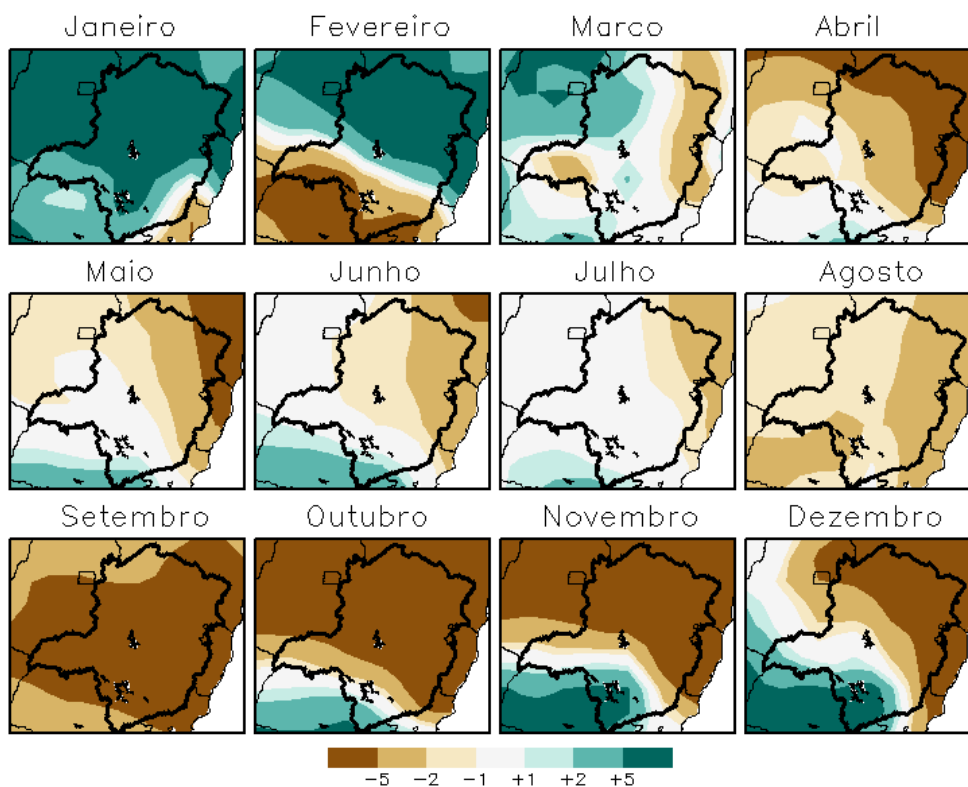 Janeiro Fevereiro Marco Abril
Maio Junho Julho Agosto
Setembro Outubro Novembro Dezembro
-5 -2 -1 +1 +2 +5